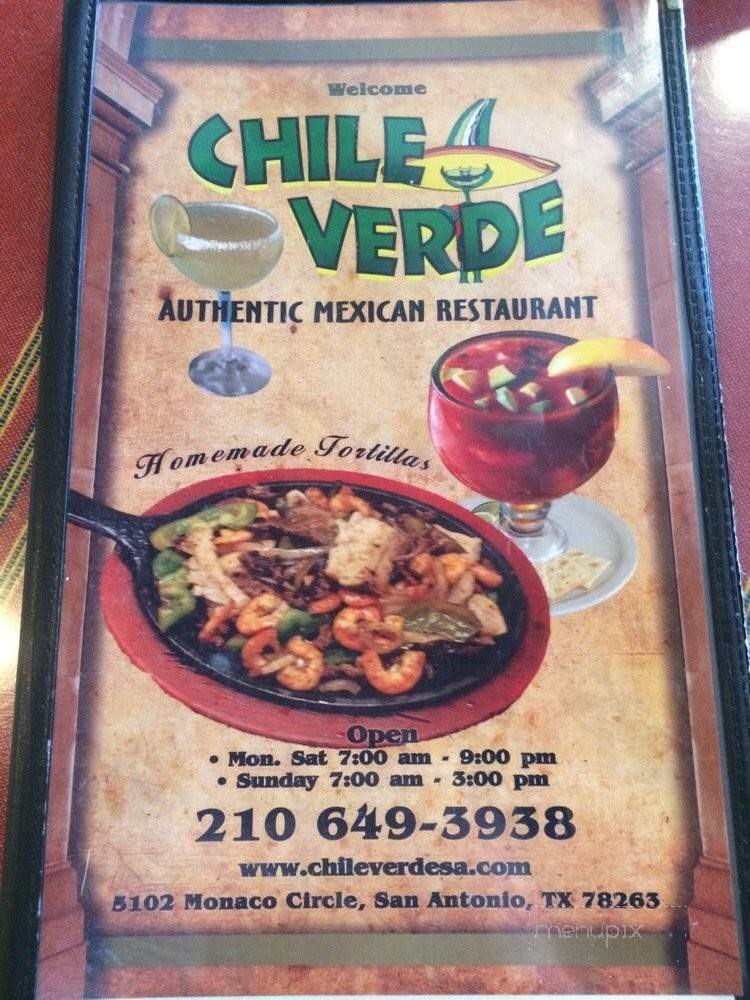 Welcome
CHILE
VERDE
AUTHENTIC MEXICAN RESTAURANT
Homemade Tortillas
Open
• Mon. Sat 7:00 am - 9:00 pm
• Sunday 7:00 am - 3:00 pm
210 649-3938
www.chileverdesa.com
5102 Monaco Circle, San Antonio, TX 78263
menupix